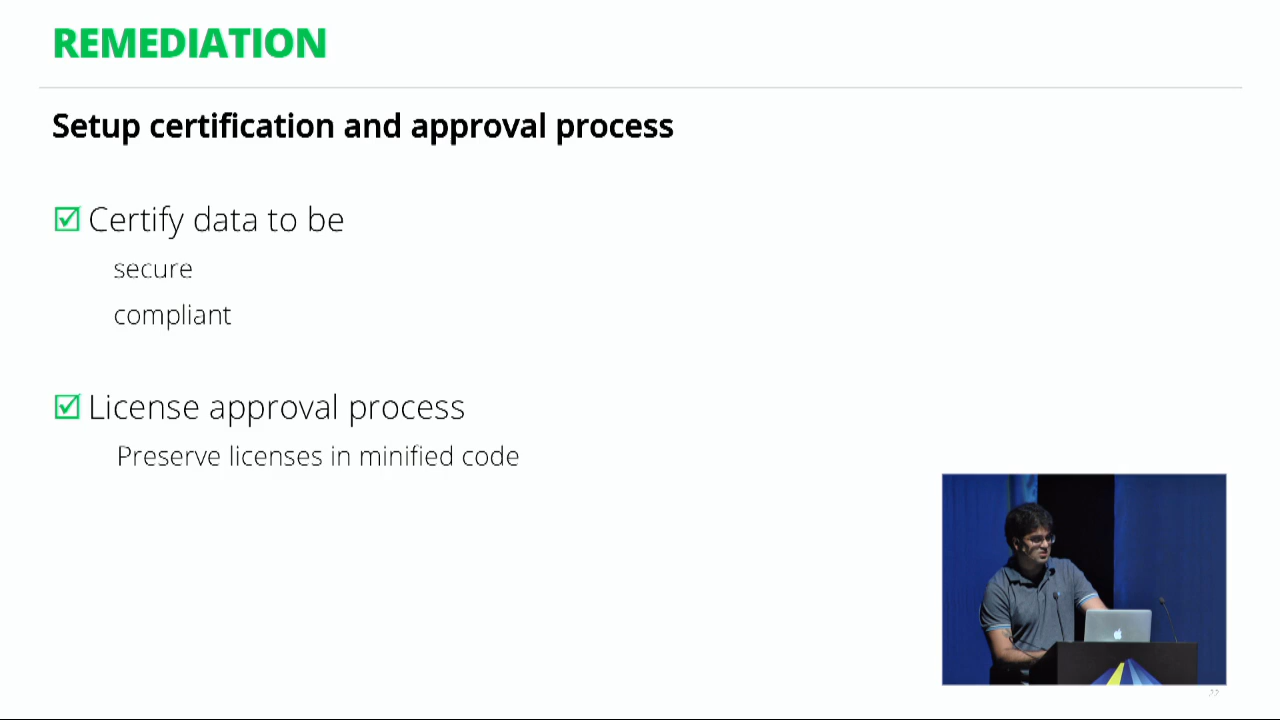 REMEDIATION
Setup certification and approval process
Certify data to be
secure
compliant
License approval process
Preserve licenses in minified code
22